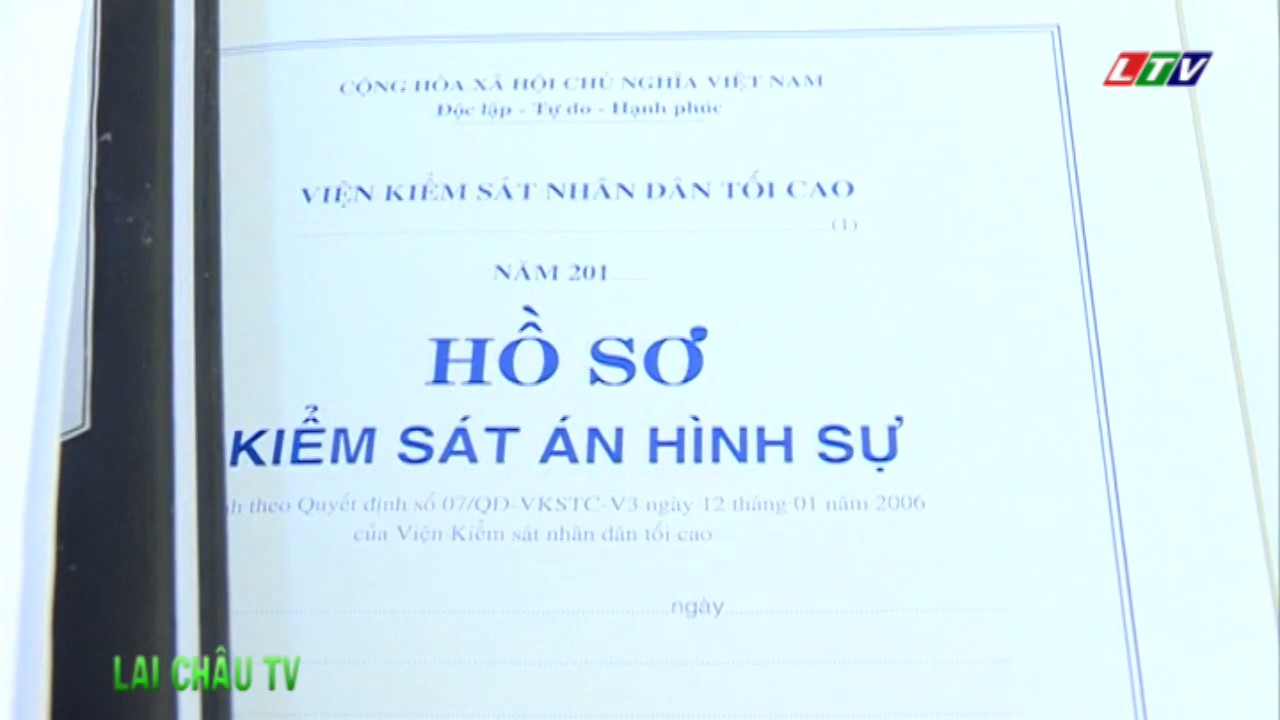 LTV
CỘNG HÒA XÃ HỘI CHỦ NGHĨA VIỆT NAM
Độc lập - Tự do - Hạnh phúc
VIỆN KIỂM SÁT NHÂN DÂN TỐI CAO
(1)
NĂM 201
HỒ SƠ
KIỂM SÁT ÁN HÌNH SỰ
theo Quyết định số 07/QĐ-VKSTC-V3 ngày 12 tháng 01 năm 2006
của Viện Kiểm sát nhân dân tối cao
ngày
LAI CHÂU TV